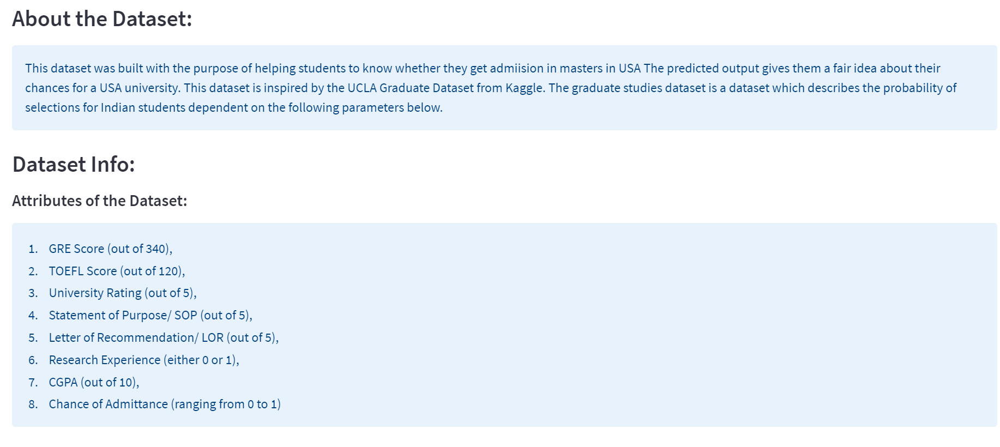 About the Dataset:
This dataset was built with the purpose of helping students to know whether they get admiision in masters in USA The predicted output gives them a fair idea about their
chances for a USA university. This dataset is inspired by the UCLA Graduate Dataset from Kaggle. The graduate studies dataset is a dataset which describes the probability of
selections for Indian students dependent on the following parameters below.
Dataset Info:
Attributes of the Dataset:
1. GRE Score (out of 340),
2. TOEFL Score (out of 120),
3. University Rating (out of 5),
4. Statement of Purpose/ SOP (out of 5),
5. Letter of Recommendation/ LOR (out of 5),
6. Research Experience (either 0 or 1),
7. CGPA (out of 10),
8. Chance of Admittance (ranging from 0 to 1)